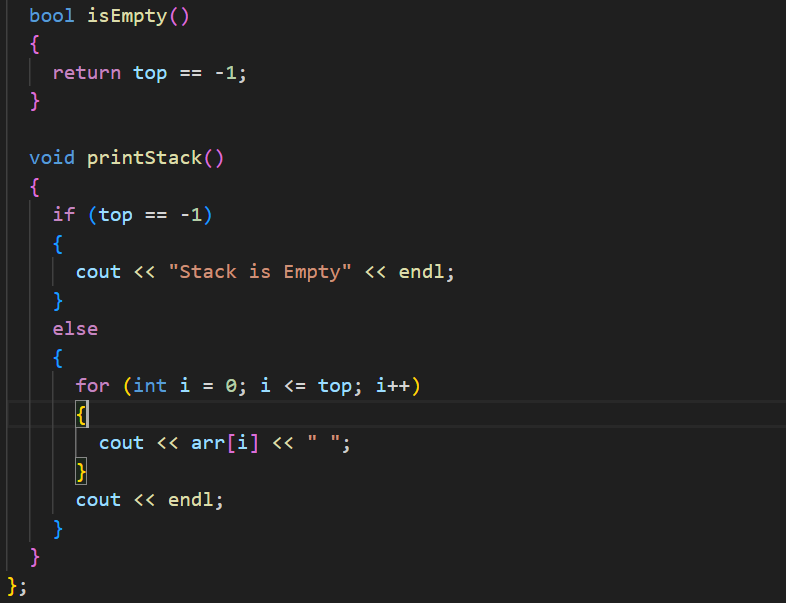 bool isEmpty()
{
return top == -1;
}
void printStack()
{
if (top == -1)
{
cout << "Stack is Empty" << endl;
}
else
{
for (int i = 0; i <= top; i++)
{
cout << arr[i] << " ";
}
cout << endl;
}
}
};